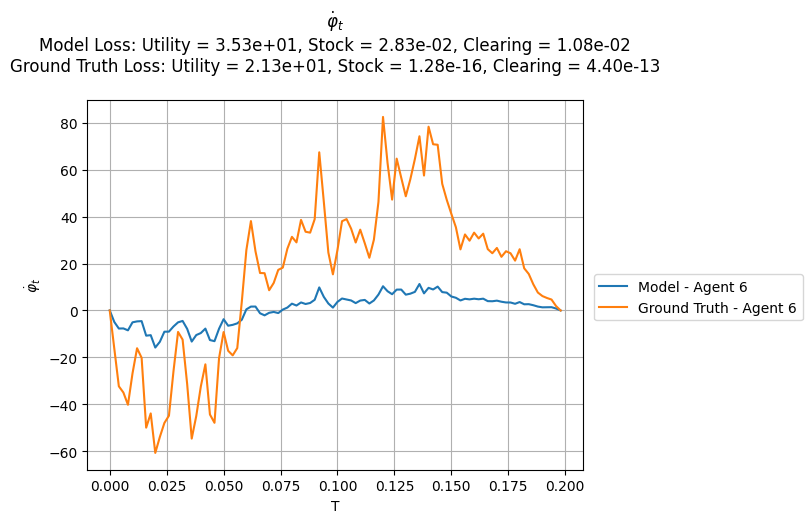 φ̇ₜ
Model Loss: Utility = 3.53e+01, Stock = 2.83e-02, Clearing = 1.08e-02
Ground Truth Loss: Utility = 2.13e+01, Stock = 1.28e-16, Clearing = 4.40e-13
80
60
40
20
0
−20
−40
−60
φ̇ₜ
0.000 0.025 0.050 0.075 0.100 0.125 0.150 0.175 0.200
T
Model - Agent 6
Ground Truth - Agent 6